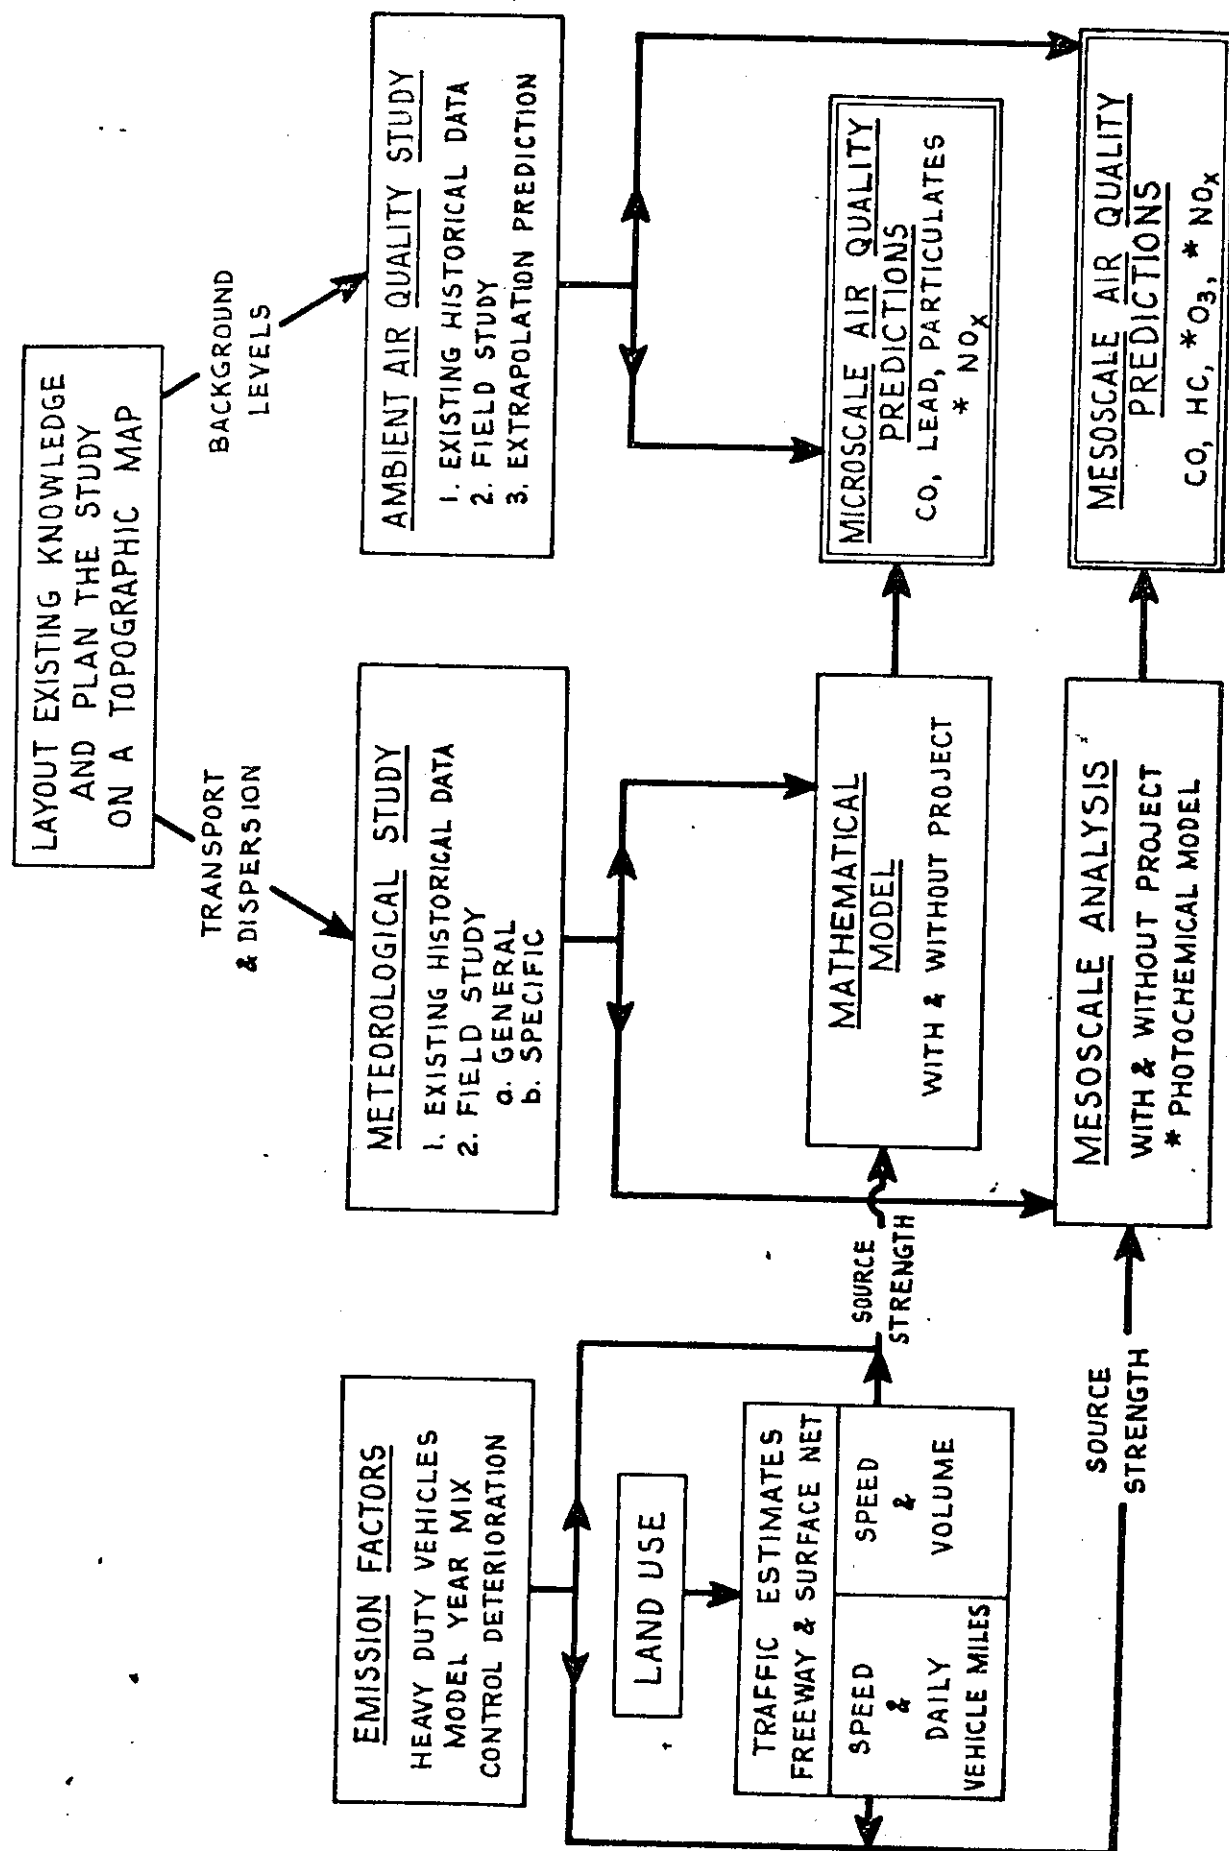 LAYOUT EXISTING KNOWLEDGE
AND PLAN THE STUDY
ON A TOPOGRAPHIC MAP
TRANSPORT
& DISPERSION
BACKGROUND
LEVELS
EMISSION FACTORS
HEAVY DUTY VEHICLES
MODEL YEAR MIX
CONTROL DETERIORATION
METEOROLOGICAL STUDY
1. EXISTING HISTORICAL DATA
2. FIELD STUDY
a. GENERAL
b. SPECIFIC
AMBIENT AIR QUALITY STUDY
1. EXISTING HISTORICAL DATA
2. FIELD STUDY
3. EXTRAPOLATION PREDICTION
LAND USE
TRAFFIC ESTIMATES
FREEWAY & SURFACE NET
SPEED
&
DAILY
VEHICLE MILES
SPEED
&
VOLUME
SOURCE
STRENGTH
MATHEMATICAL
MODEL
WITH & WITHOUT PROJECT
MICROSCALE AIR QUALITY
PREDICTIONS
CO, LEAD, PARTICULATES
* NOX
SOURCE
STRENGTH
MESOSCALE ANALYSIS
WITH & WITHOUT PROJECT
* PHOTOCHEMICAL MODEL
MESOSCALE AIR QUALITY
PREDICTIONS
CO, HC, *O3, * NOX